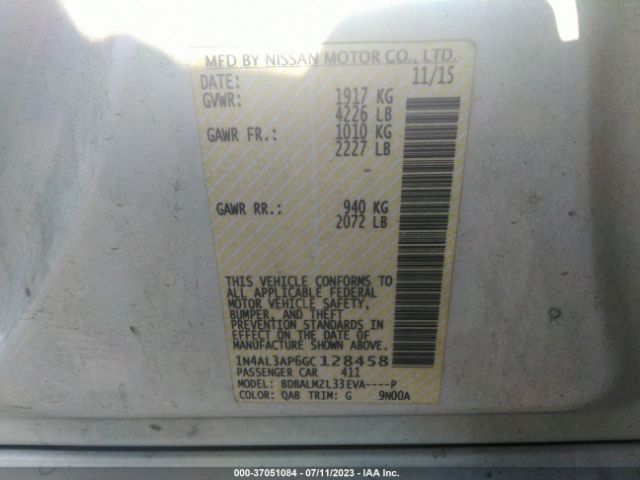 MFD BY NISSAN MOTOR CO., LTD.
DATE: 11/15
GVWR: 1917 KG
4226 LB
GAWR FR.: 1010 KG
2227 LB
-
GAWR RR.: 940 KG
2072 LB
THIS VEHICLE CONFORMS TO
ALL APPLICABLE FEDERAL
MOTOR VEHICLE SAFETY,
BUMPER, AND THEFT
PREVENTION STANDARDS IN
EFFECT ON THE DATE OF
MANUFACTURE SHOWN ABOVE.
1N4AL3AP6GC128458
PASSENGER CAR 411
MODEL: BDBALMZL33EVA----P
COLOR: QAB TRIM: G 9N00A
000-37051084 - 07/11/2023 - IAA Inc.